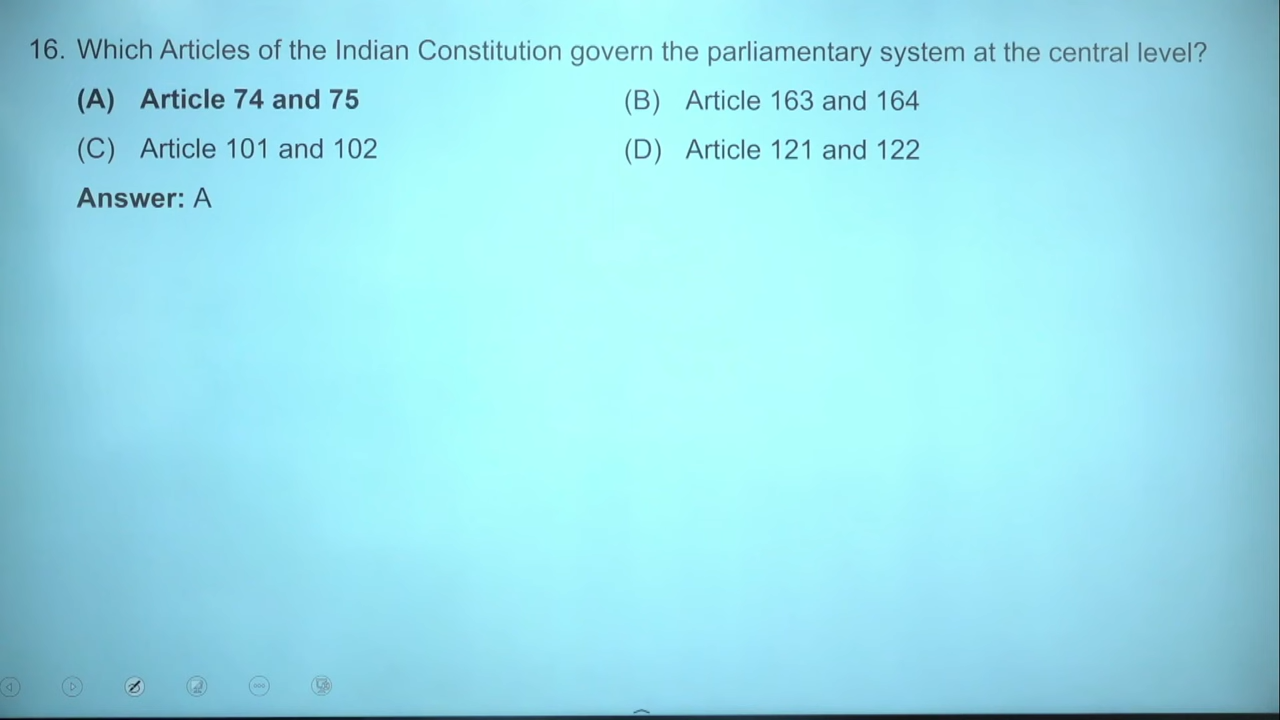 16. Which Articles of the Indian Constitution govern the parliamentary system at the central level?
(A) Article 74 and 75 (B) Article 163 and 164
(C) Article 101 and 102 (D) Article 121 and 122
Answer: A